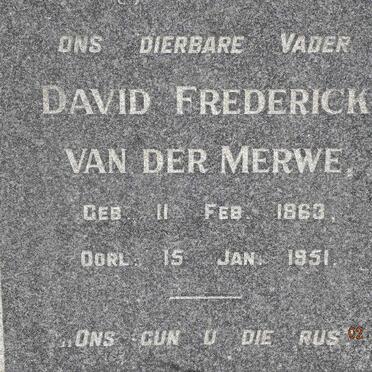 ONS DIERBARE VADER
DAVID FREDERICK
VAN DER MERWE,
GEB. 11 FEB. 1863,
OORL. 15 JAN. 1951.
„ONS GUN U DIE RUS
02